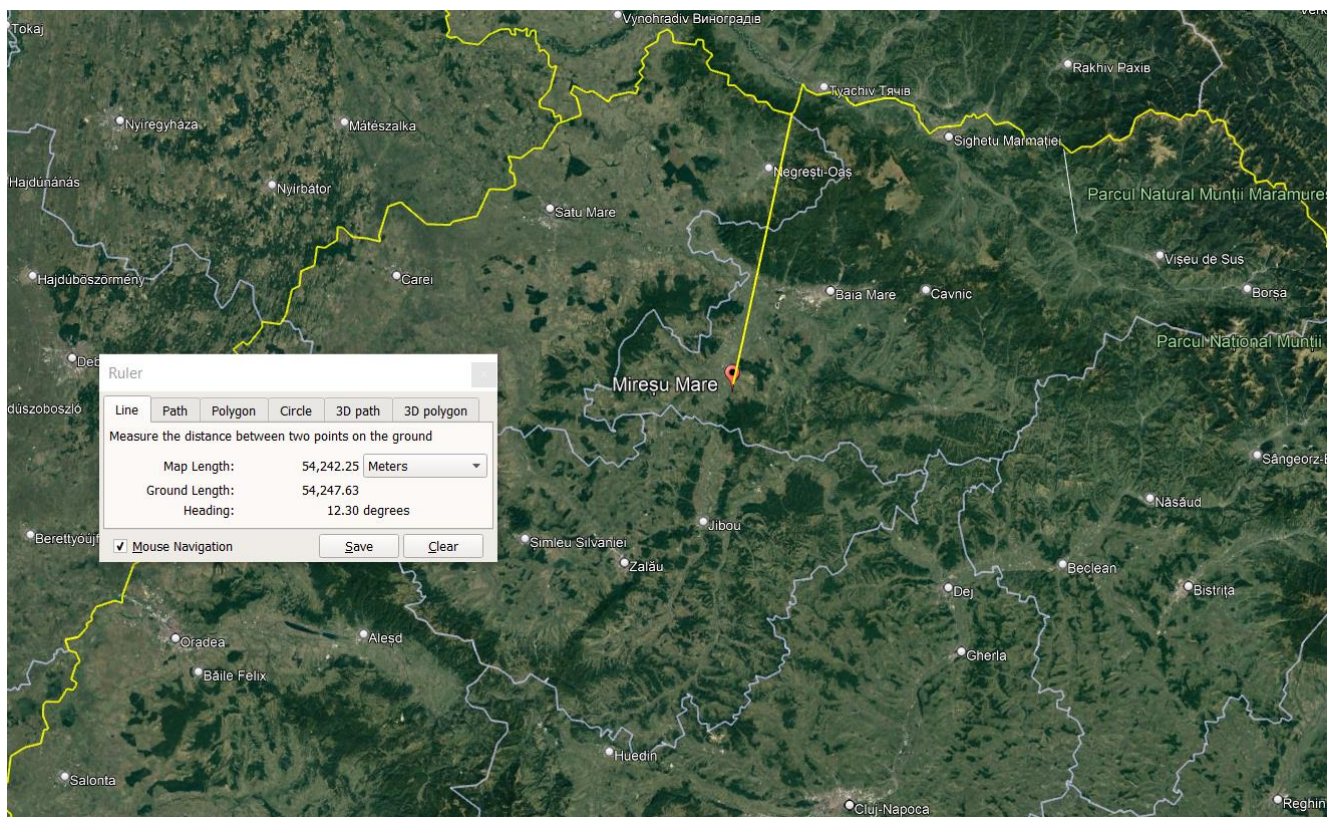 Vynohradiv Виноградів
Tokaj
Rakhiv Рахів
Tyachiv Тячів
Nyíregyháza
Mátészalka
Sighetu Marmației
Negrești-Oaș
Hajdúnánás
Nyírbátor
Parcul Natural Munții Maramures
Satu Mare
Vișeu de Sus
Hajdúböszörmény
Carei
Baia Mare
Cavnic
Borșa
Parcul Național Munții
Deb
Ruler
Mireșu Mare
dúszoboszló
Line Path Polygon Circle 3D path 3D polygon
Measure the distance between two points on the ground
Map Length: 54,242.25 Meters
Ground Length: 54,247.63
Heading: 12.30 degrees
Sângeorz-B
Năsăud
Jibou
Berettyóújf
Mouse Navigation Save Clear
Șimleu Silvaniei
Zalău
Beclean
Bistrița
Dej
Oradea
Aleșd
Gherla
Băile Felix
Huedin
Salonta
Cluj-Napoca
Reghin